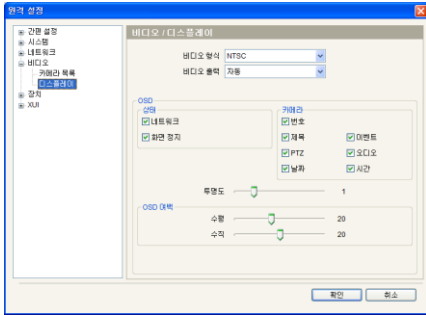 원격 설정
간편 설정
시스템
네트워크
비디오
카메라 목록
디스플레이
장치
XUI
비디오 / 디스플레이
비디오 형식 NTSC
비디오 출력 자동
OSD
상태
네트워크
화면 정지
카메라
번호
제목 이벤트
PTZ 오디오
날짜 시간
투명도 1
OSD 여백
수평 20
수직 20
확인 취소